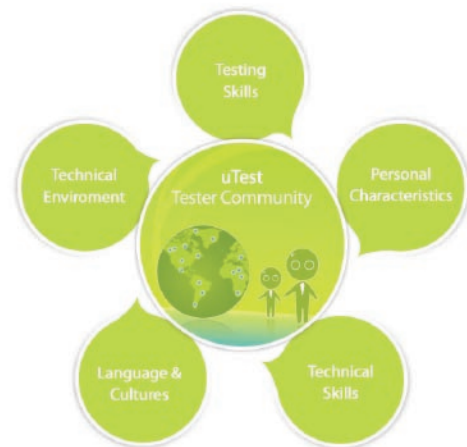 Testing
Skills
Technical
Enviroment
uTest
Tester Community
Personal
Characteristics
Language &
Cultures
Technical
Skills